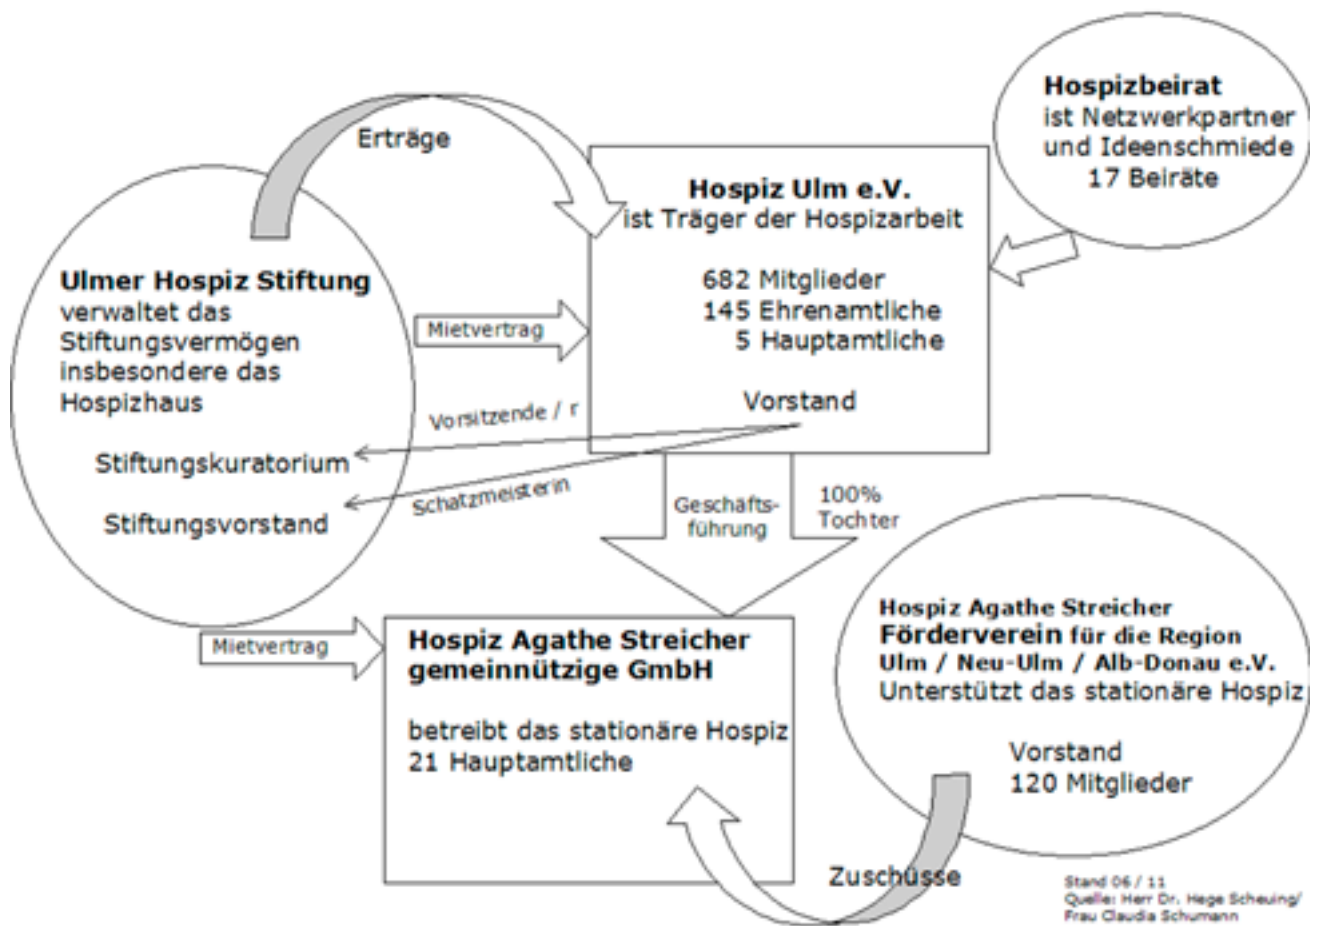 Hospizbeirat
ist Netzwerkpartner
und Ideenschmiede
17 Beiräte
Erträge
Hospiz Ulm e.V.
ist Träger der Hospizarbeit
682 Mitglieder
145 Ehrenamtliche
5 Hauptamtliche
Vorstand
Ulmer Hospiz Stiftung
verwaltet das
Stiftungsvermögen
insbesondere das
Hospizhaus
Stiftungskuratorium
Stiftungsvorstand
Mietvertrag
Vorsitzende / r
Schatzmeisterin
Geschäfts-
führung
100%
Tochter
Mietvertrag
Hospiz Agathe Streicher
gemeinnützige GmbH
betreibt das stationäre Hospiz
21 Hauptamtliche
Hospiz Agathe Streicher
Förderverein für die Region
Ulm / Neu-Ulm / Alb-Donau e.V.
Unterstützt das stationäre Hospiz
Vorstand
120 Mitglieder
Zuschüsse
Stand 06 / 11
Quelle: Herr Dr. Hege Scheuing/
Frau Claudia Schumann